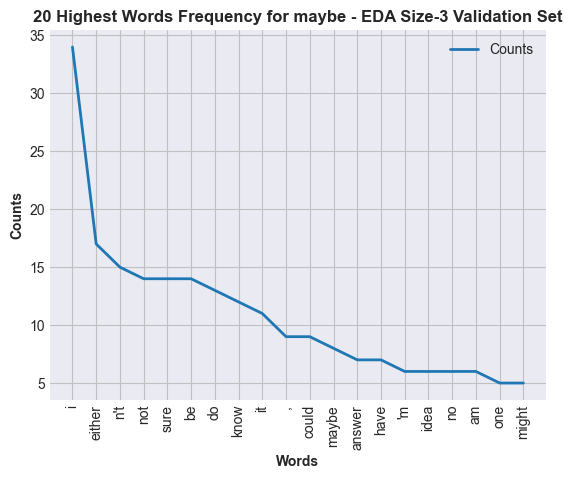 20 Highest Words Frequency for maybe - EDA Size-3 Validation Set
Counts
35
30
25
20
15
10
5
Counts
i
either
n't
not
sure
be
do
know
it
,
could
maybe
answer
have
'm
idea
no
am
one
might
Words